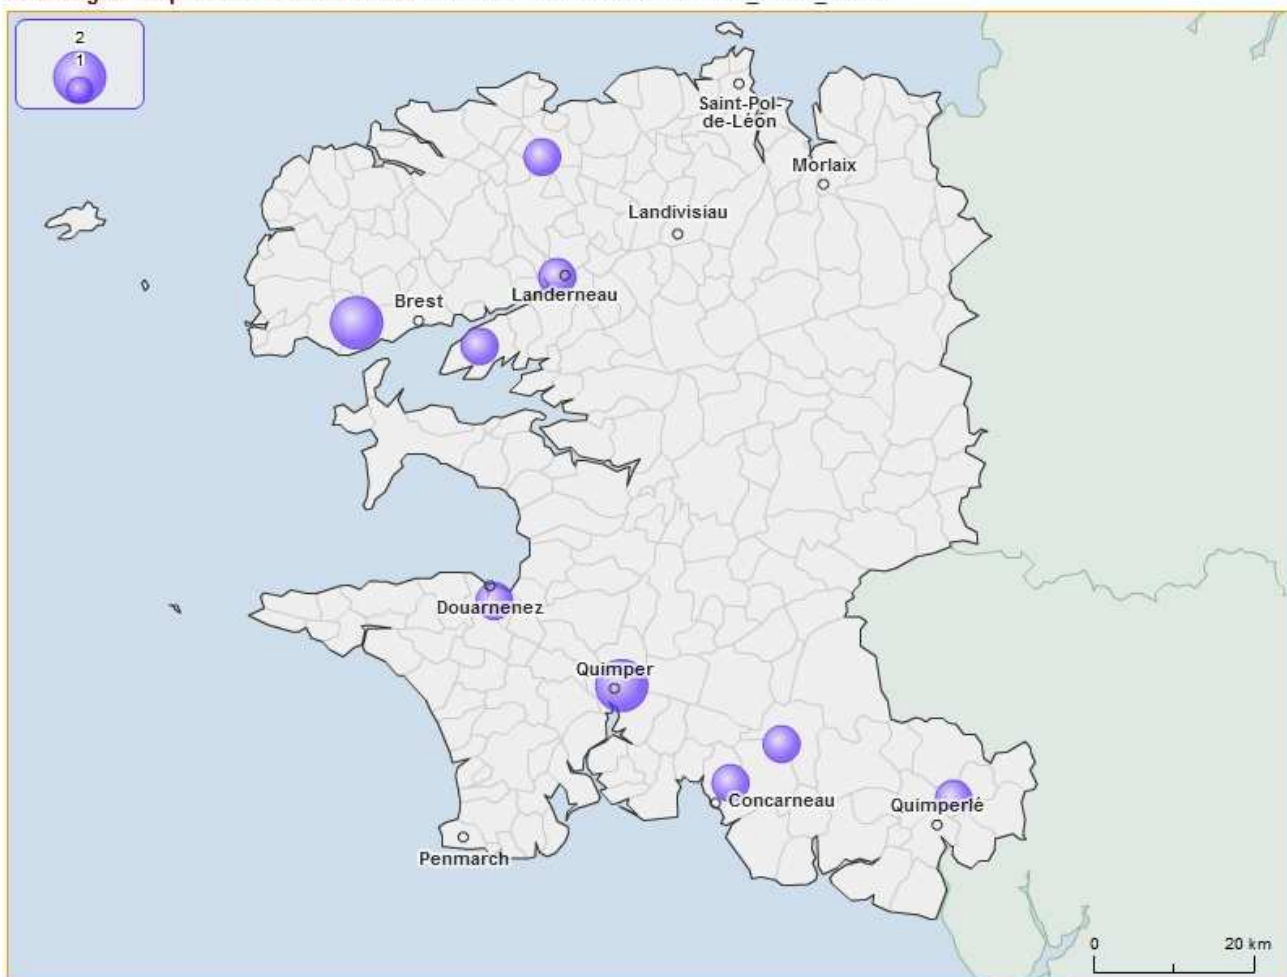 2
1
Saint-Pol-
de-Léon
Morlaix
Landivisiau
Landerneau
Brest
Douarnenez
Quimper
Concarneau
Quimperlé
Penmarch
0 20 km